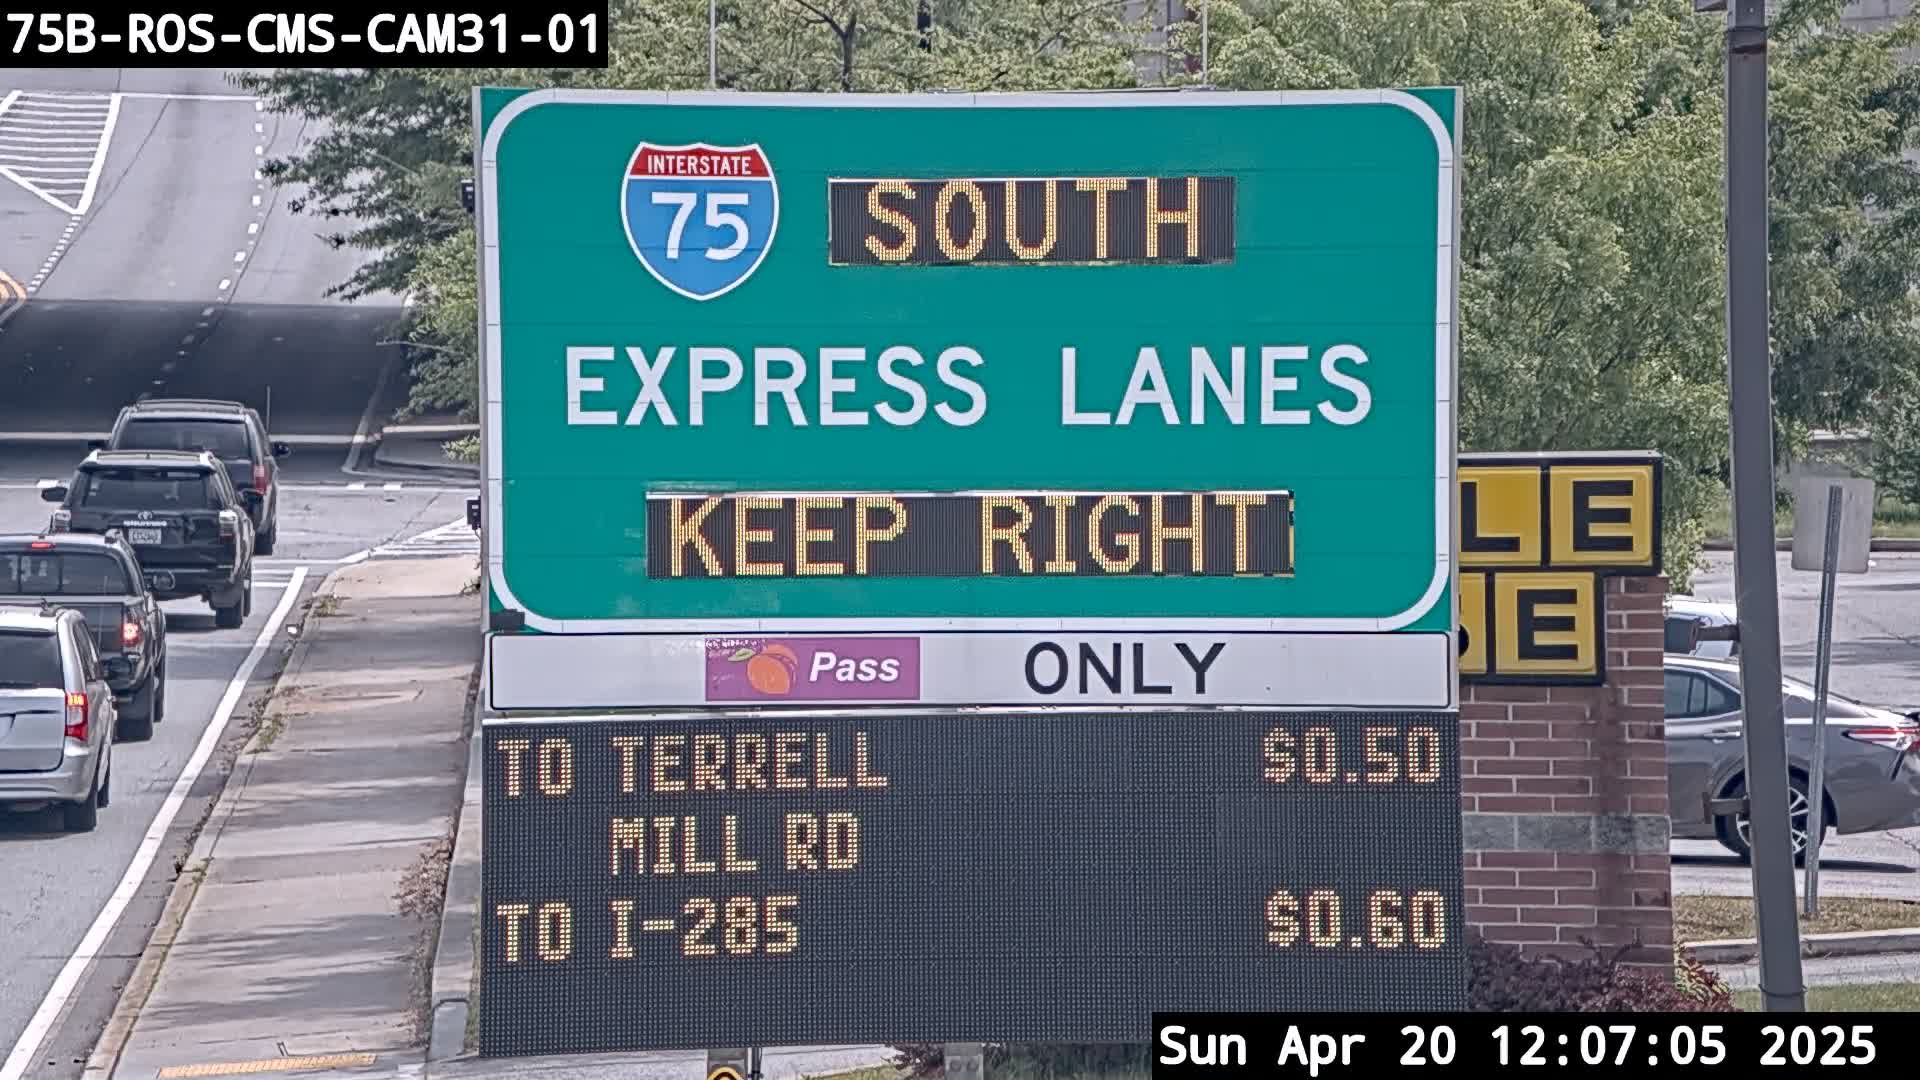 75B-ROS-CMS-CAM31-01
INTERSTATE
75
SOUTH
EXPRESS LANES
KEEP RIGHT
Pass ONLY
TO TERRELL $0.50
MILL RD
TO I-285 $0.60
LE
E
Sun Apr 20 12:07:05 2025